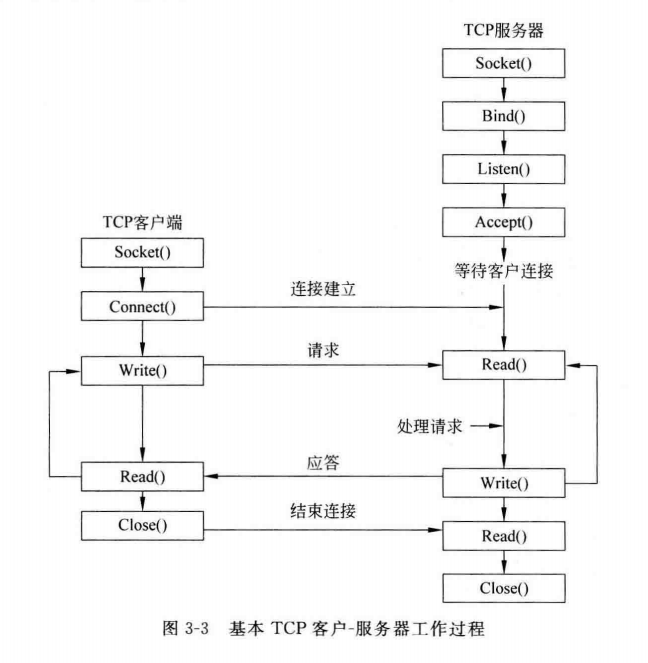 TCP服务器
Socket()
Bind()
Listen()
Accept()
等待客户连接
TCP客户端
Socket()
Connect()
连接建立
Write()
请求
Read()
处理请求
Read()
应答
Write()
Close()
结束连接
Read()
Close()
图 3-3 基本 TCP 客户-服务器工作过程